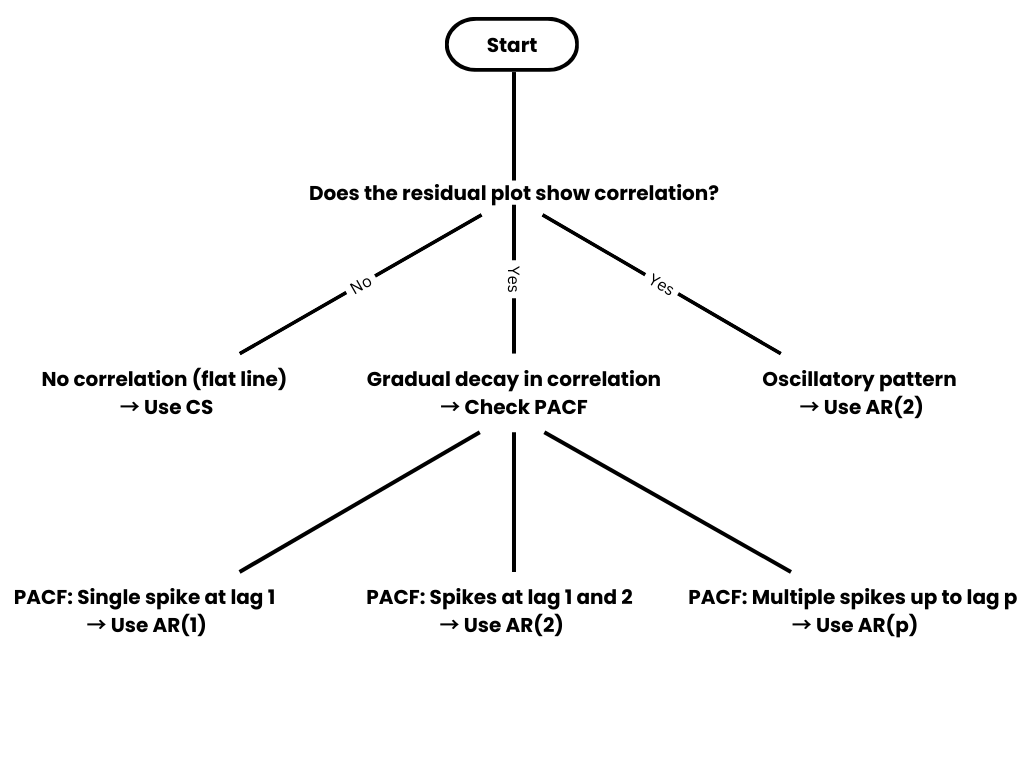 Start
Does the residual plot show correlation?
No
Yes
Yes
No correlation (flat line)
→ Use CS
Gradual decay in correlation
→ Check PACF
Oscillatory pattern
→ Use AR(2)
PACF: Single spike at lag 1
→ Use AR(1)
PACF: Spikes at lag 1 and 2
→ Use AR(2)
PACF: Multiple spikes up to lag p
→ Use AR(p)